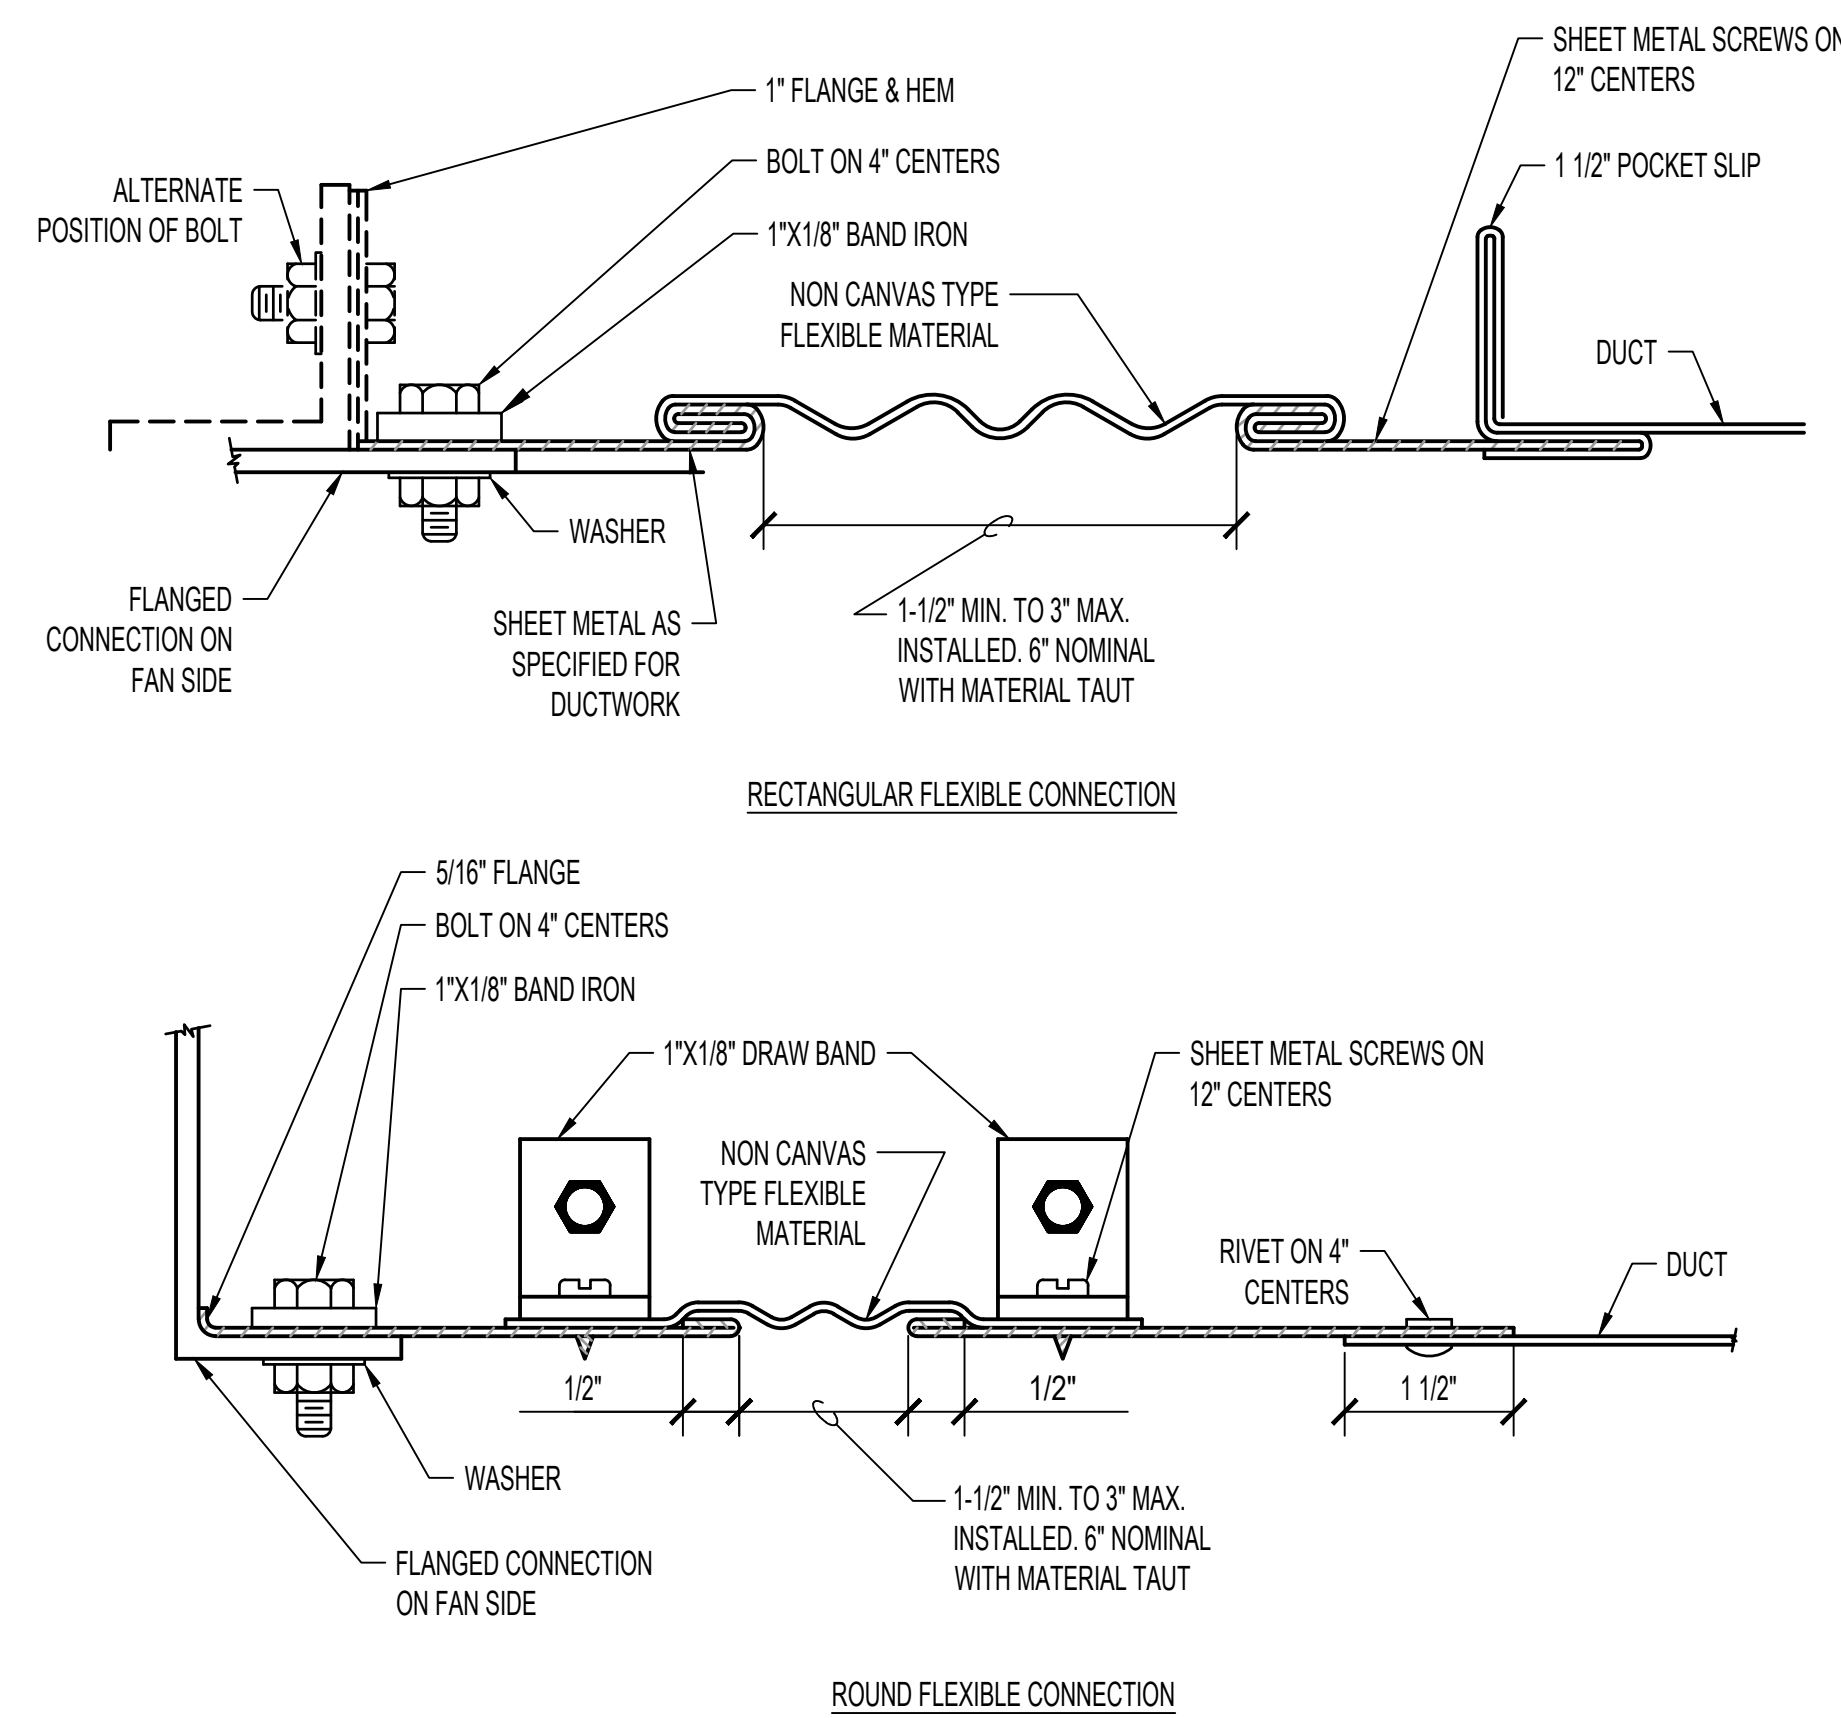 SHEET METAL SCREWS ON
12" CENTERS
1" FLANGE & HEM
BOLT ON 4" CENTERS
1 1/2" POCKET SLIP
ALTERNATE
POSITION OF BOLT
1"X1/8" BAND IRON
NON CANVAS TYPE
FLEXIBLE MATERIAL
DUCT
WASHER
FLANGED
CONNECTION ON
FAN SIDE
SHEET METAL AS
SPECIFIED FOR
DUCTWORK
1-1/2" MIN. TO 3" MAX.
INSTALLED. 6" NOMINAL
WITH MATERIAL TAUT
RECTANGULAR FLEXIBLE CONNECTION
5/16" FLANGE
BOLT ON 4" CENTERS
1"X1/8" BAND IRON
1"X1/8" DRAW BAND
SHEET METAL SCREWS ON
12" CENTERS
NON CANVAS
TYPE FLEXIBLE
MATERIAL
RIVET ON 4"
CENTERS
DUCT
1/2"
1/2"
1 1/2"
WASHER
1-1/2" MIN. TO 3" MAX.
INSTALLED. 6" NOMINAL
WITH MATERIAL TAUT
FLANGED CONNECTION
ON FAN SIDE
ROUND FLEXIBLE CONNECTION